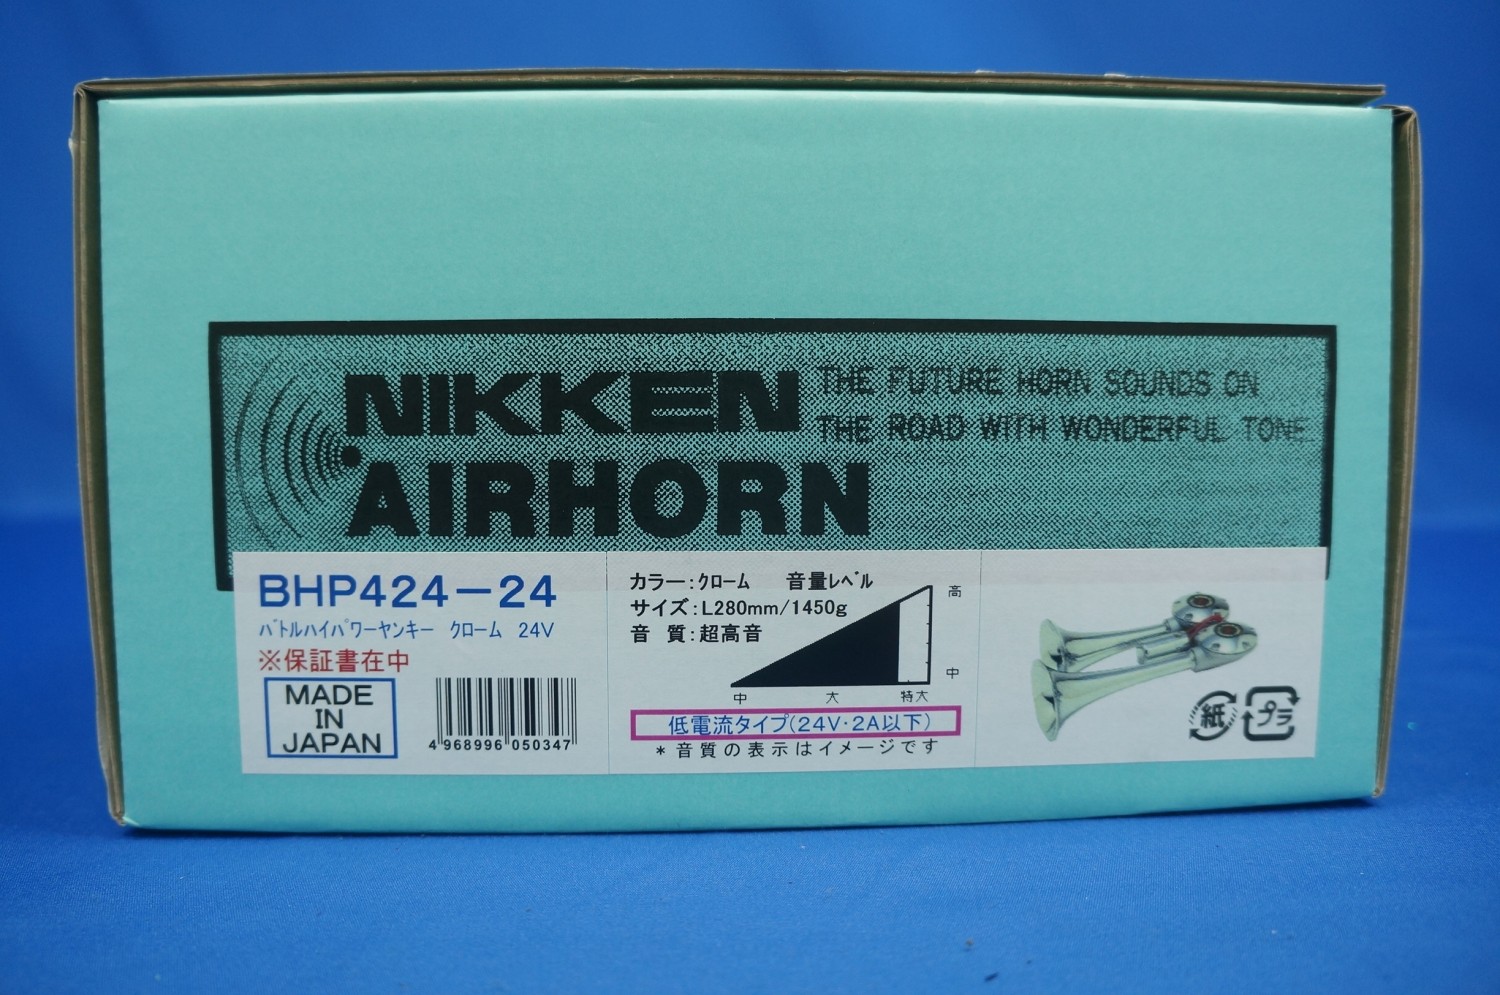 NIKKEN
AIRHORN
THE FUTURE HORN SOUNDS ON
THE ROAD WITH WONDERFUL TONE
BHP424-24
ﾊﾞﾄﾙﾊｲﾊﾟﾜｰﾔﾝｷｰ ｸﾛｰﾑ 24V
※保証書在中
MADE
IN
JAPAN
4968996050347
カラー:ｸﾛｰﾑ 音量ﾚﾍﾞﾙ
サイズ:L280mm/1450g
音質:超高音
高
中
中 大 特大
低電流タイプ(24V・2A以下)
*音質の表示はイメージです
紙
プラ